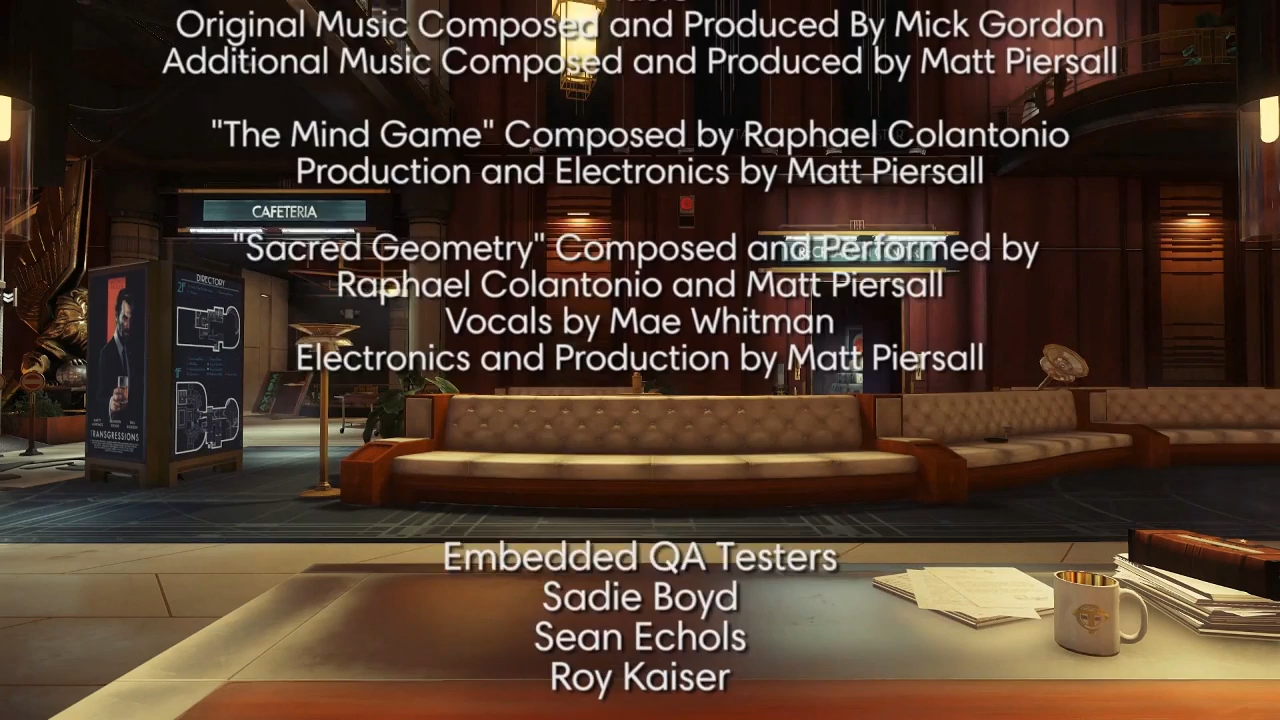 Original Music Composed and Produced By Mick Gordon
Additional Music Composed and Produced by Matt Piersall
"The Mind Game" Composed by Raphael Colantonio
Production and Electronics by Matt Piersall
CAFETERIA
"Sacred Geometry" Composed and Performed by
Raphael Colantonio and Matt Piersall
Vocals by Mae Whitman
Electronics and Production by Matt Piersall
DIRECTORY
TRANSGRESSIONS
Embedded QA Testers
Sadie Boyd
Sean Echols
Roy Kaiser